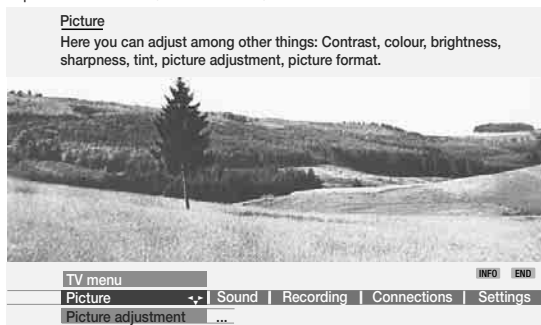 Picture
Here you can adjust among other things: Contrast, colour, brightness,
sharpness, tint, picture adjustment, picture format.
INFO END
TV menu
Picture | Sound | Recording | Connections | Settings
Picture adjustment ...